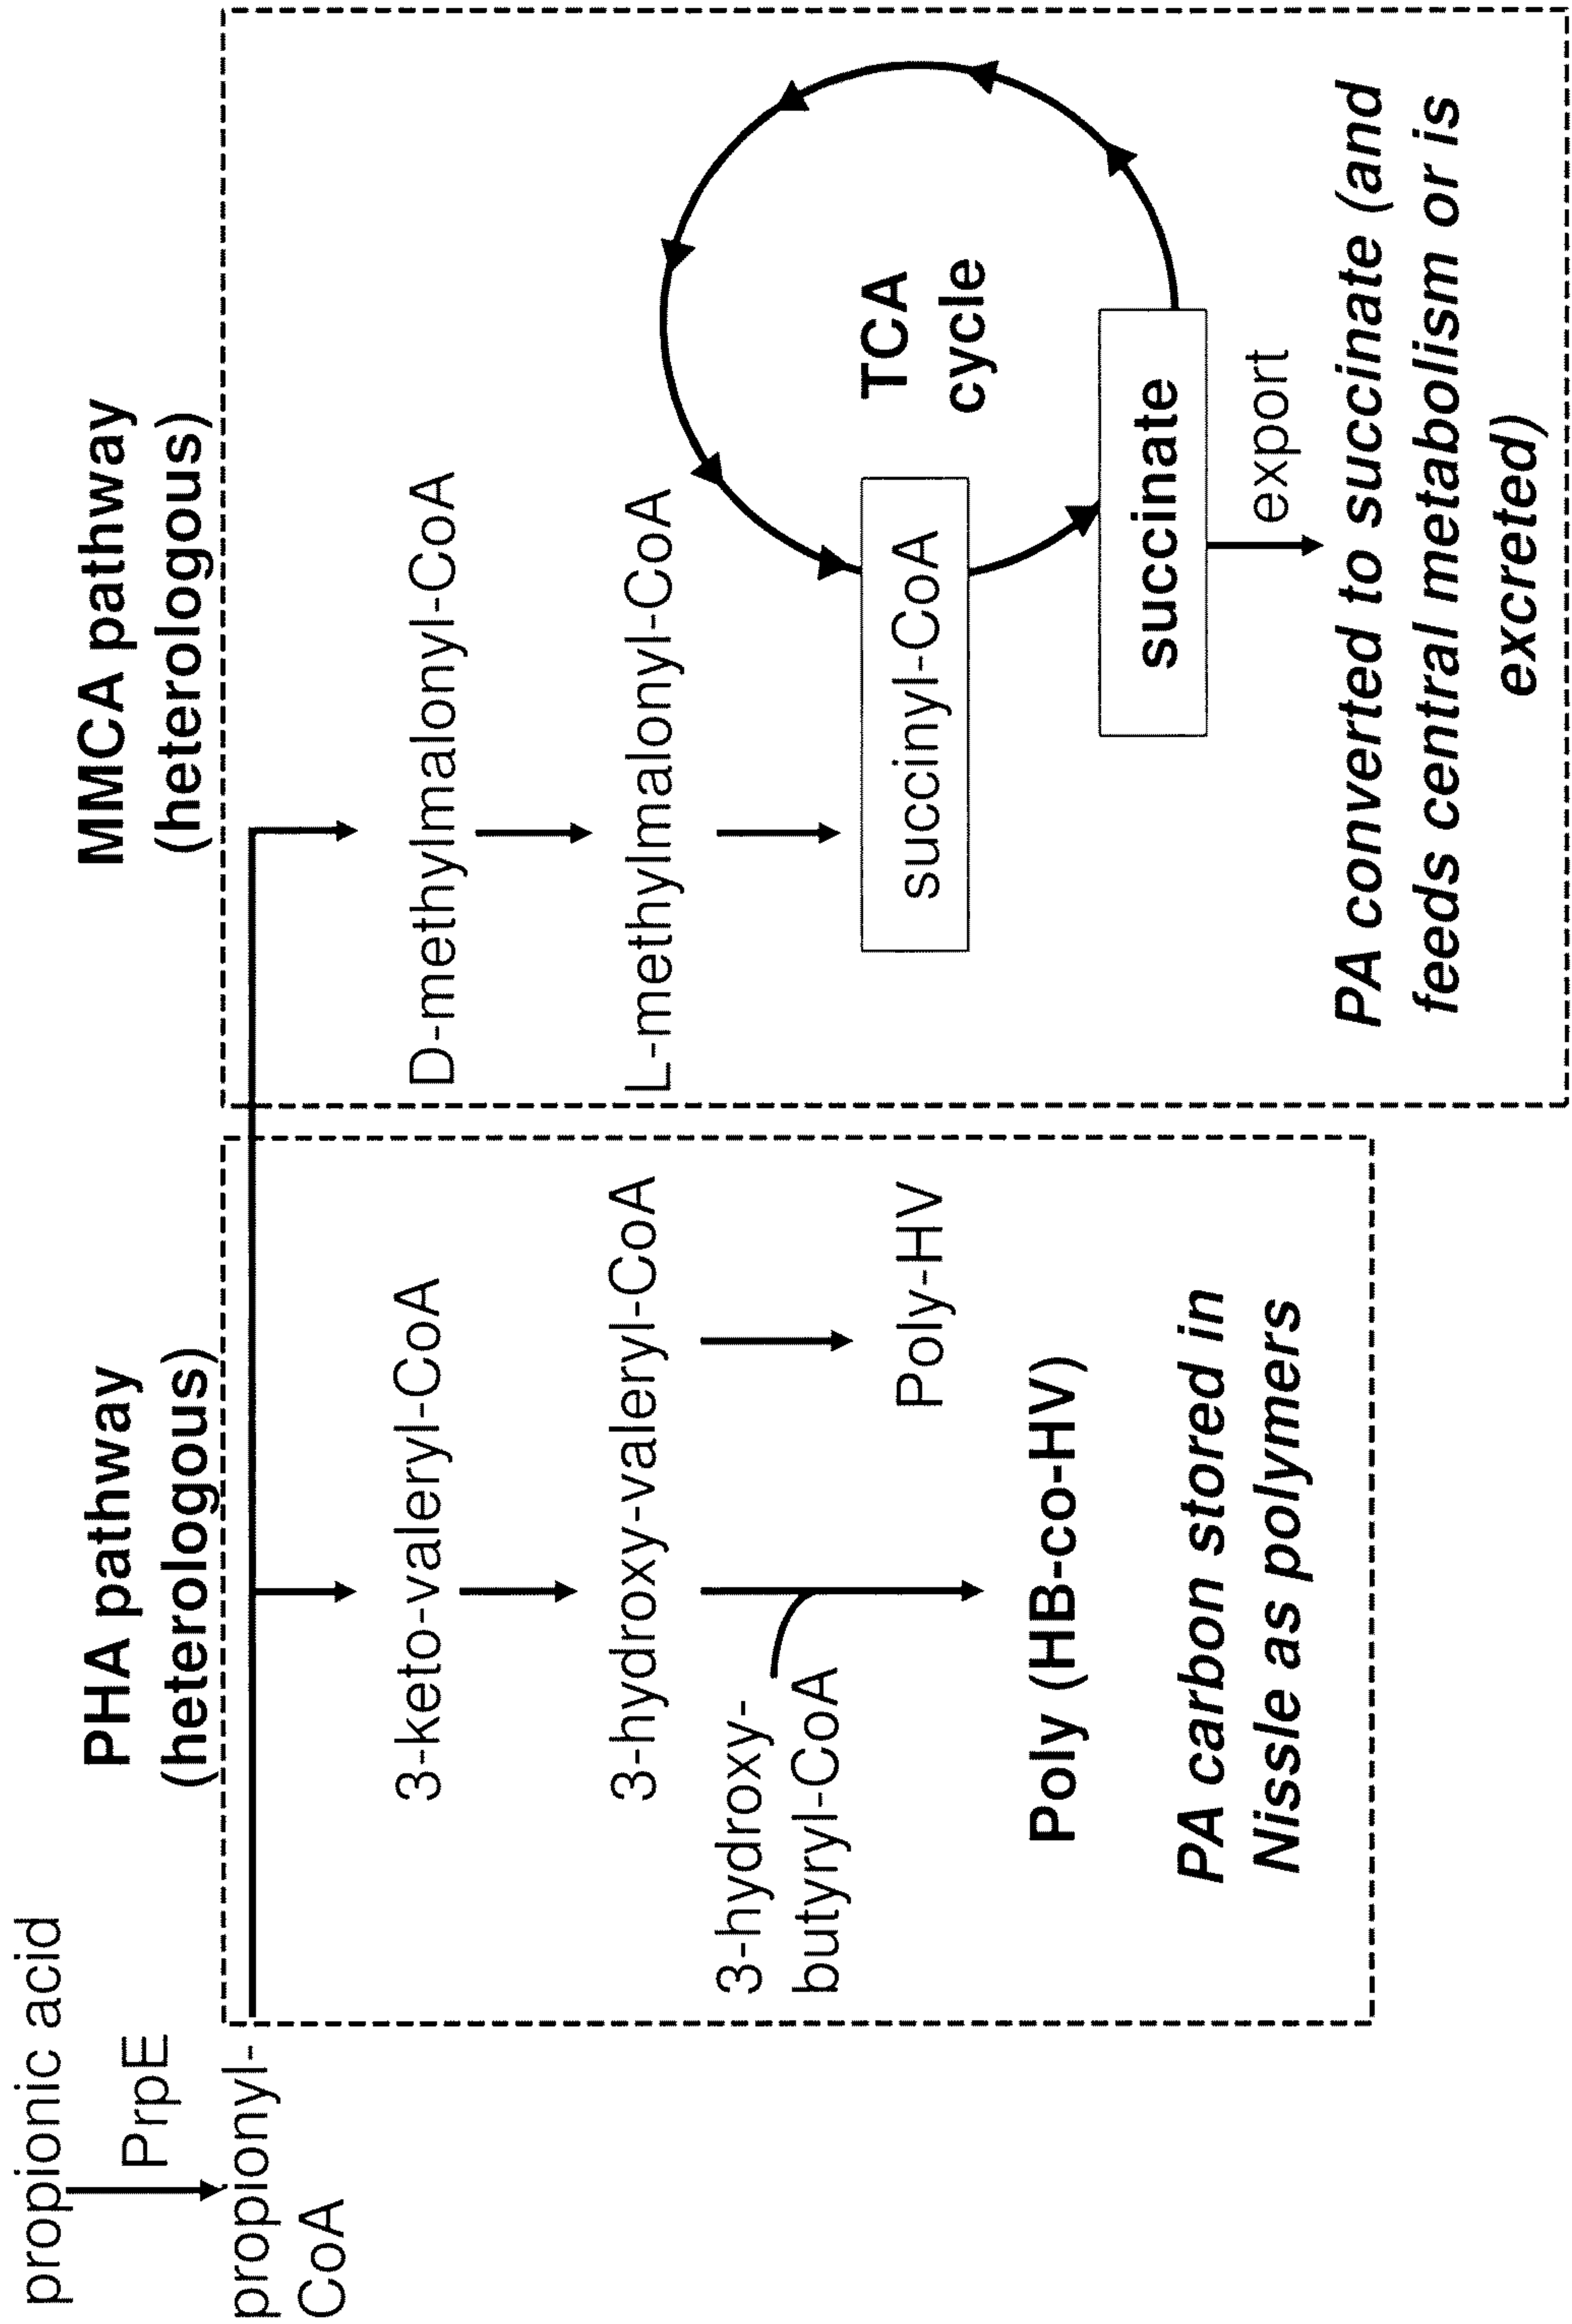 propionic acid
PrpE
propionyl-
CoA
PHA pathway
(heterologous)
3-keto-valeryl-CoA
3-hydroxy-valeryl-CoA
3-hydroxy-
butyryl-CoA
Poly-HV
Poly (HB-co-HV)
PA carbon stored in
Nissle as polymers
MMCA pathway
(heterologous)
D-methylmalonyl-CoA
L-methylmalonyl-CoA
succinyl-CoA
TCA
cycle
succinate
export
PA converted to succinate (and
feeds central metabolism or is
excreted)